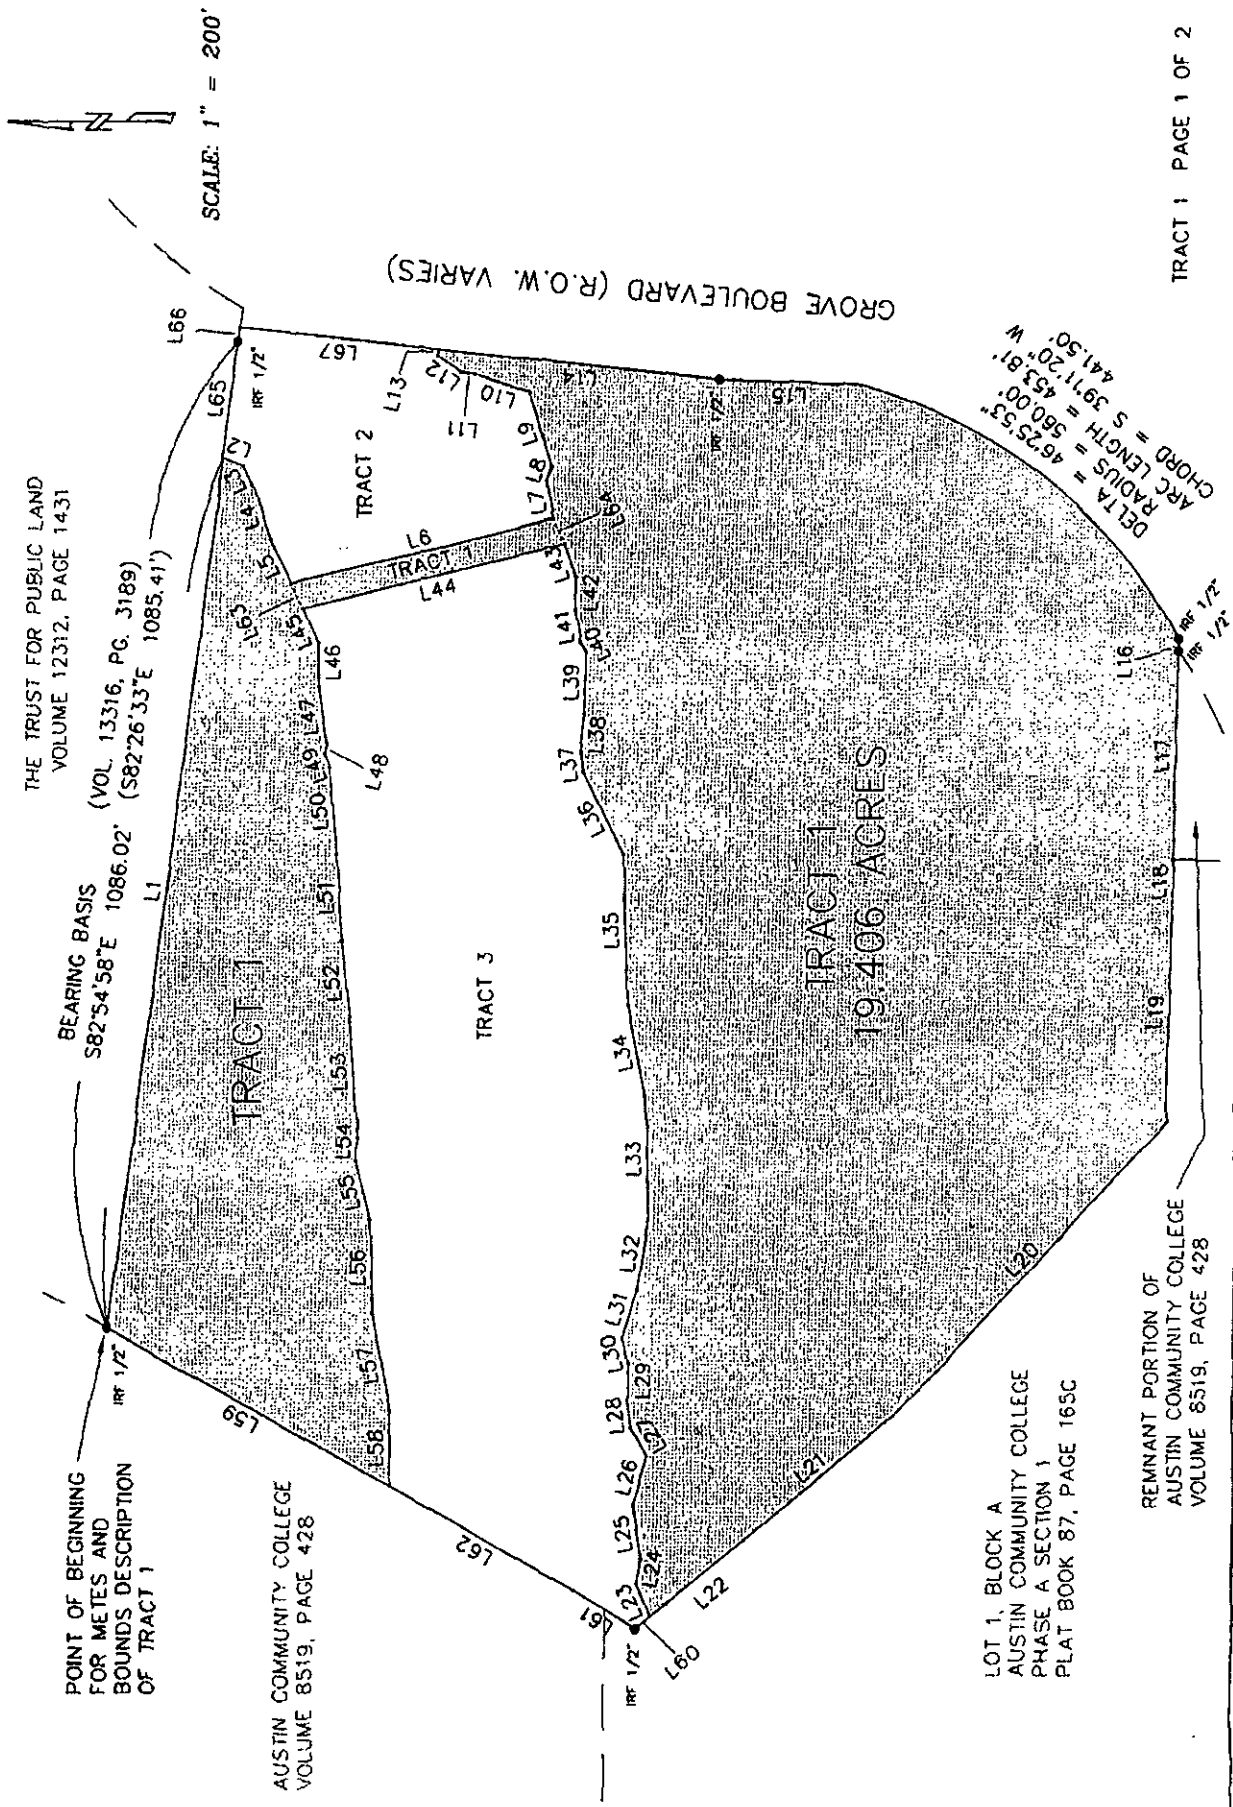 SCALE: 1" = 200'
THE TRUST FOR PUBLIC LAND
VOLUME 12312, PAGE 1431
BEARING BASIS
S82°54'58"E 1086.02' (VOL. 13316, PG. 3189)
(S82°26'33"E 1085.41')
POINT OF BEGINNING
FOR METES AND
BOUNDS DESCRIPTION
OF TRACT 1
IRF 1/2"
L1
L65
L66
IRF 1/2"
L2
L3
L4
L5
L63
L67
GROVE BOULEVARD (R.O.W. VARIES)
TRACT 1
TRACT 2
L6
TRACT 1
L44
L45
L46
L47
L48
L49
L50
L51
L52
L53
L54
L55
L56
L57
L58
L59
AUSTIN COMMUNITY COLLEGE
VOLUME 8519, PAGE 428
L62
L61
IRF 1/2"
L60
TRACT 3
L13
L12
L11
L10
L9
L8
L7
L64
L43
L42
L41
L40
L39
L38
L37
L36
L35
L34
L33
L32
L31
L30
L29
L28
L27
L26
L25
L24
L23
L14
IRF 1/2"
L15
TRACT 1
19.406 ACRES
DELTA = 46°25'53"
RADIUS = 560.00'
ARC LENGTH = 453.81'
CHORD = S 39°11'20" W
441.50'
IRF 1/2"
IRF 1/2"
L16
L17
L18
L19
L20
L21
L22
LOT 1, BLOCK A
AUSTIN COMMUNITY COLLEGE
PHASE A SECTION 1
PLAT BOOK 87, PAGE 165C
REMNANT PORTION OF
AUSTIN COMMUNITY COLLEGE
VOLUME 8519, PAGE 428
TRACT 1 PAGE 1 OF 2